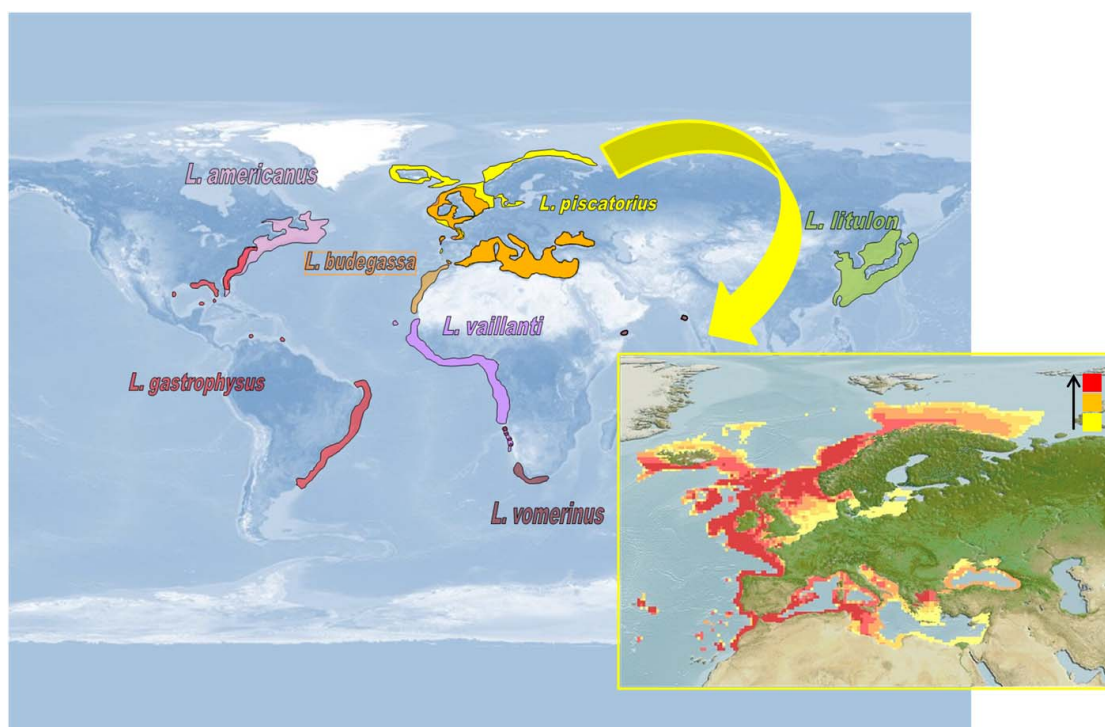 L. americanus
L. piscatorius
L. litulon
L. budegassa
L. vaillanti
L. gastrophysus
L. vomerinus